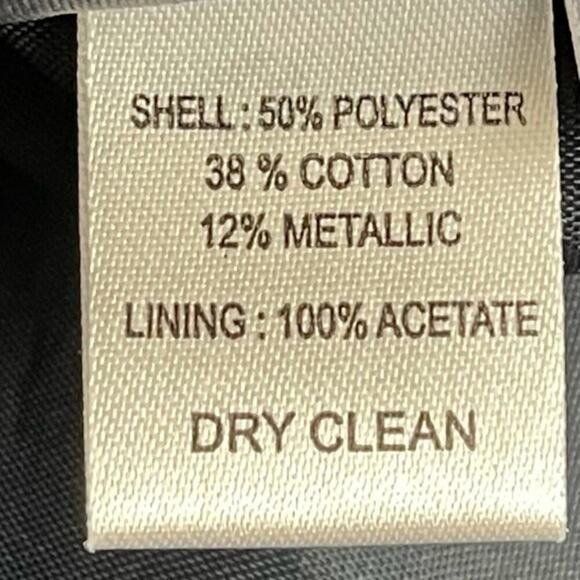 SHELL : 50% POLYESTER
38 % COTTON
12% METALLIC
LINING : 100% ACETATE
DRY CLEAN